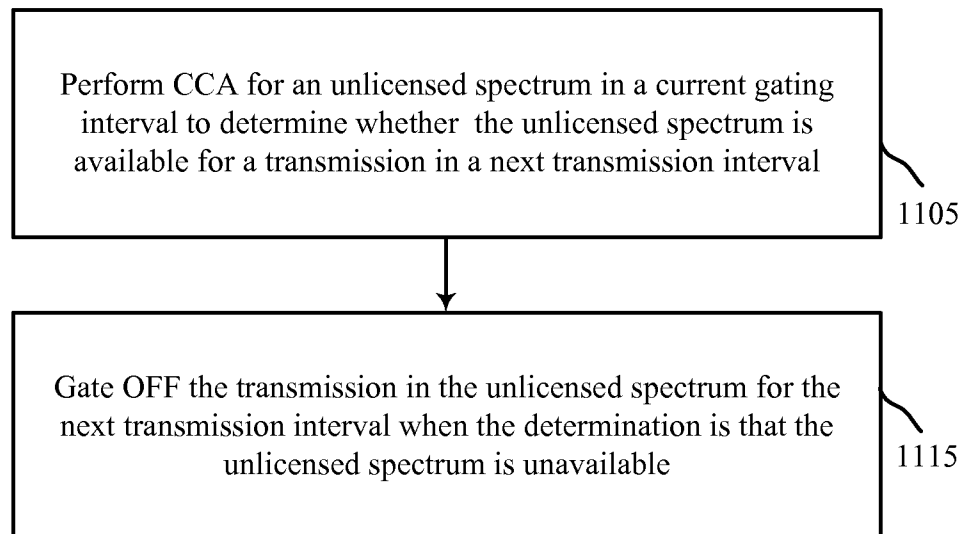 Perform CCA for an unlicensed spectrum in a current gating
interval to determine whether the unlicensed spectrum is
available for a transmission in a next transmission interval
1105
Gate OFF the transmission in the unlicensed spectrum for the
next transmission interval when the determination is that the
unlicensed spectrum is unavailable
1115